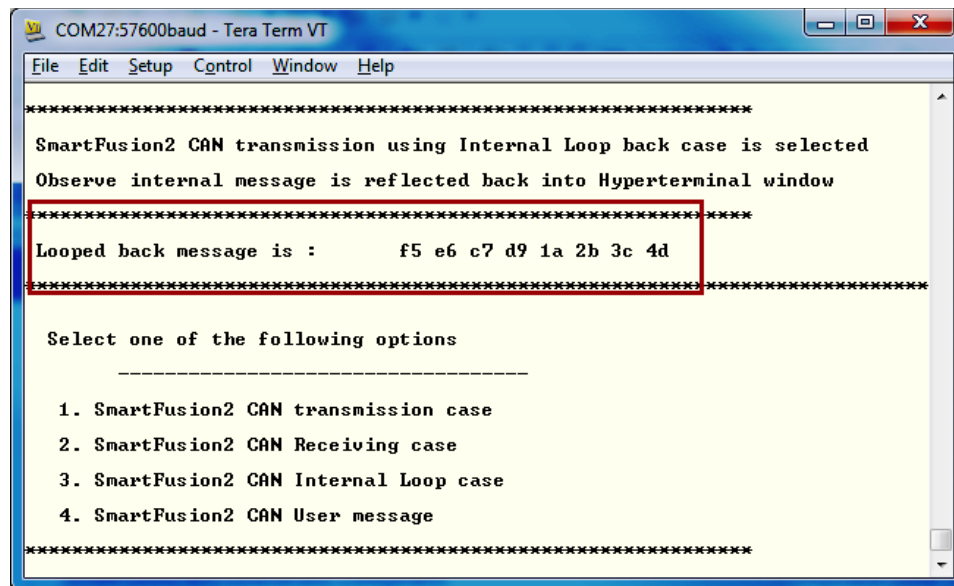 COM27:57600baud - Tera Term VT
File Edit Setup Control Window Help
**************************************************************
SmartFusion2 CAN transmission using Internal Loop back case is selected
Observe internal message is reflected back into Hyperterminal window
**************************************************************
Looped back message is : f5 e6 c7 d9 1a 2b 3c 4d
*****************************************************************************
Select one of the following options
-----------------------------------
1. SmartFusion2 CAN transmission case
2. SmartFusion2 CAN Receiving case
3. SmartFusion2 CAN Internal Loop case
4. SmartFusion2 CAN User message
**************************************************************